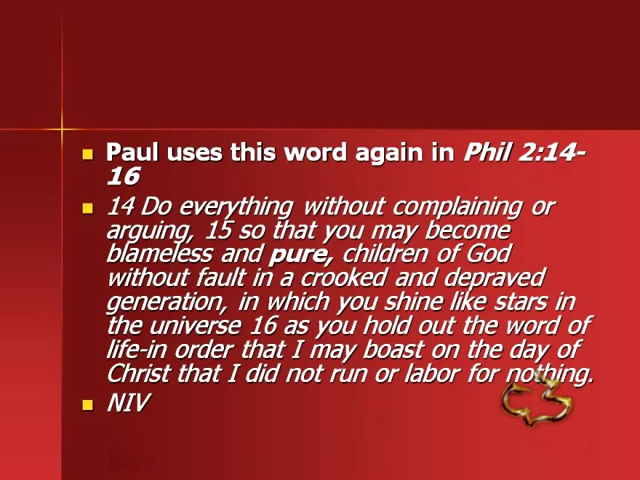 Paul uses this word again in Phil 2:14-
16
14 Do everything without complaining or
arguing, 15 so that you may become
blameless and pure, children of God
without fault in a crooked and depraved
generation, in which you shine like stars in
the universe 16 as you hold out the word of
life-in order that I may boast on the day of
Christ that I did not run or labor for nothing.
NIV